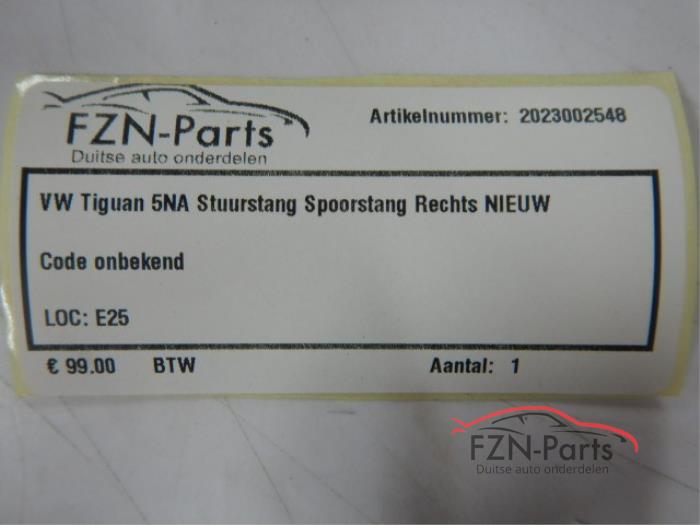 FZN-Parts
Duitse auto onderdelen
Artikelnummer: 2023002548
VW Tiguan 5NA Stuurstang Spoorstang Rechts NIEUW
Code onbekend
LOC: E25
€ 99.00 BTW Aantal: 1
FZN-Parts
Duitse auto onderdelen